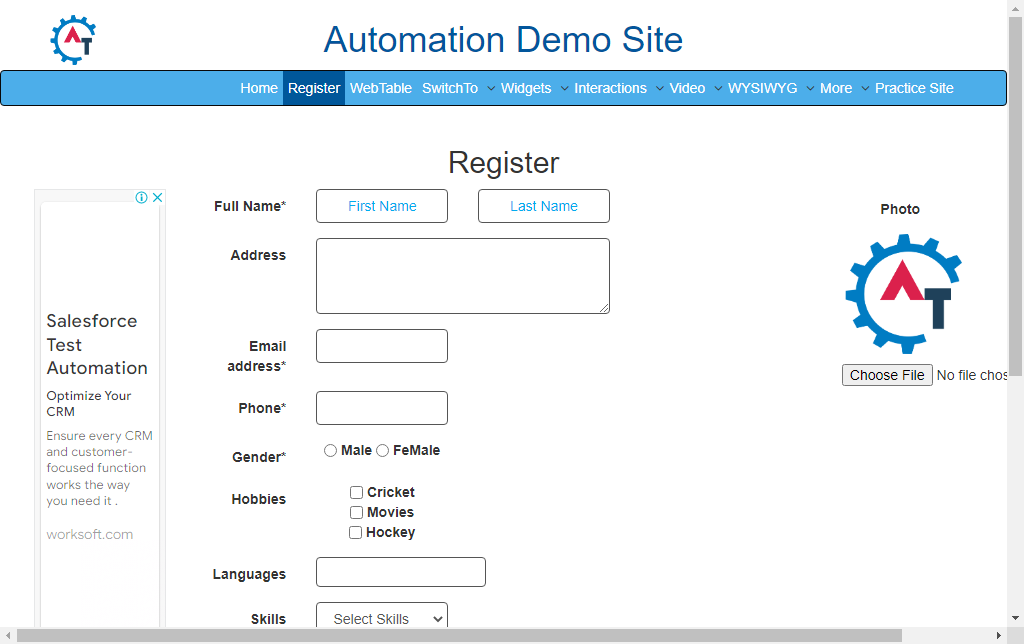 Automation Demo Site
Home Register WebTable SwitchTo Widgets Interactions Video WYSIWYG More Practice Site
Register
Full Name* First Name Last Name
Photo
Address
Email
address*
Choose File No file chos
Phone*
Gender* Male FeMale
Hobbies
Cricket
Movies
Hockey
Languages
Skills Select Skills
Salesforce
Test
Automation
Optimize Your
CRM
Ensure every CRM
and customer-
focused function
works the way
you need it .
worksoft.com
AT
AT